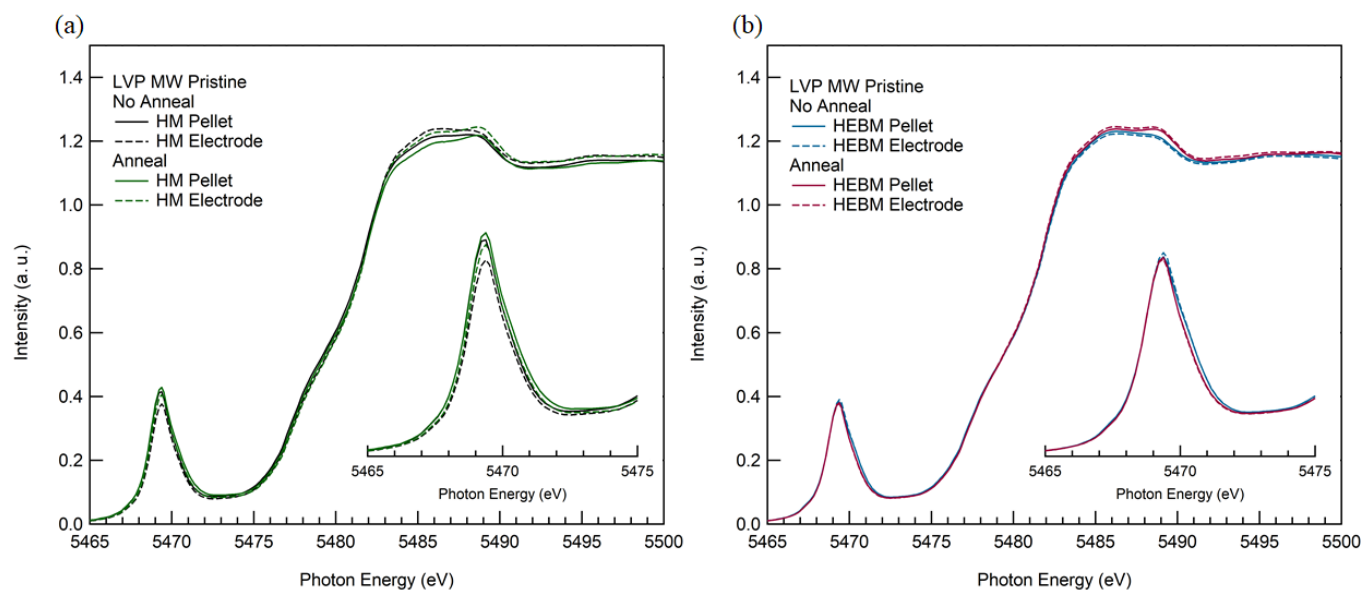 (a)
1.4
1.2
1.0
0.8
0.6
0.4
0.2
0.0
Intensity (a. u.)
LVP MW Pristine
No Anneal
HM Pellet
HM Electrode
Anneal
HM Pellet
HM Electrode
5465 5470 5475
Photon Energy (eV)
5465 5470 5475 5480 5485 5490 5495 5500
Photon Energy (eV)
(b)
1.4
1.2
1.0
0.8
0.6
0.4
0.2
0.0
Intensity (a. u.)
LVP MW Pristine
No Anneal
HEBM Pellet
HEBM Electrode
Anneal
HEBM Pellet
HEBM Electrode
5465 5470 5475
Photon Energy (eV)
5465 5470 5475 5480 5485 5490 5495 5500
Photon Energy (eV)